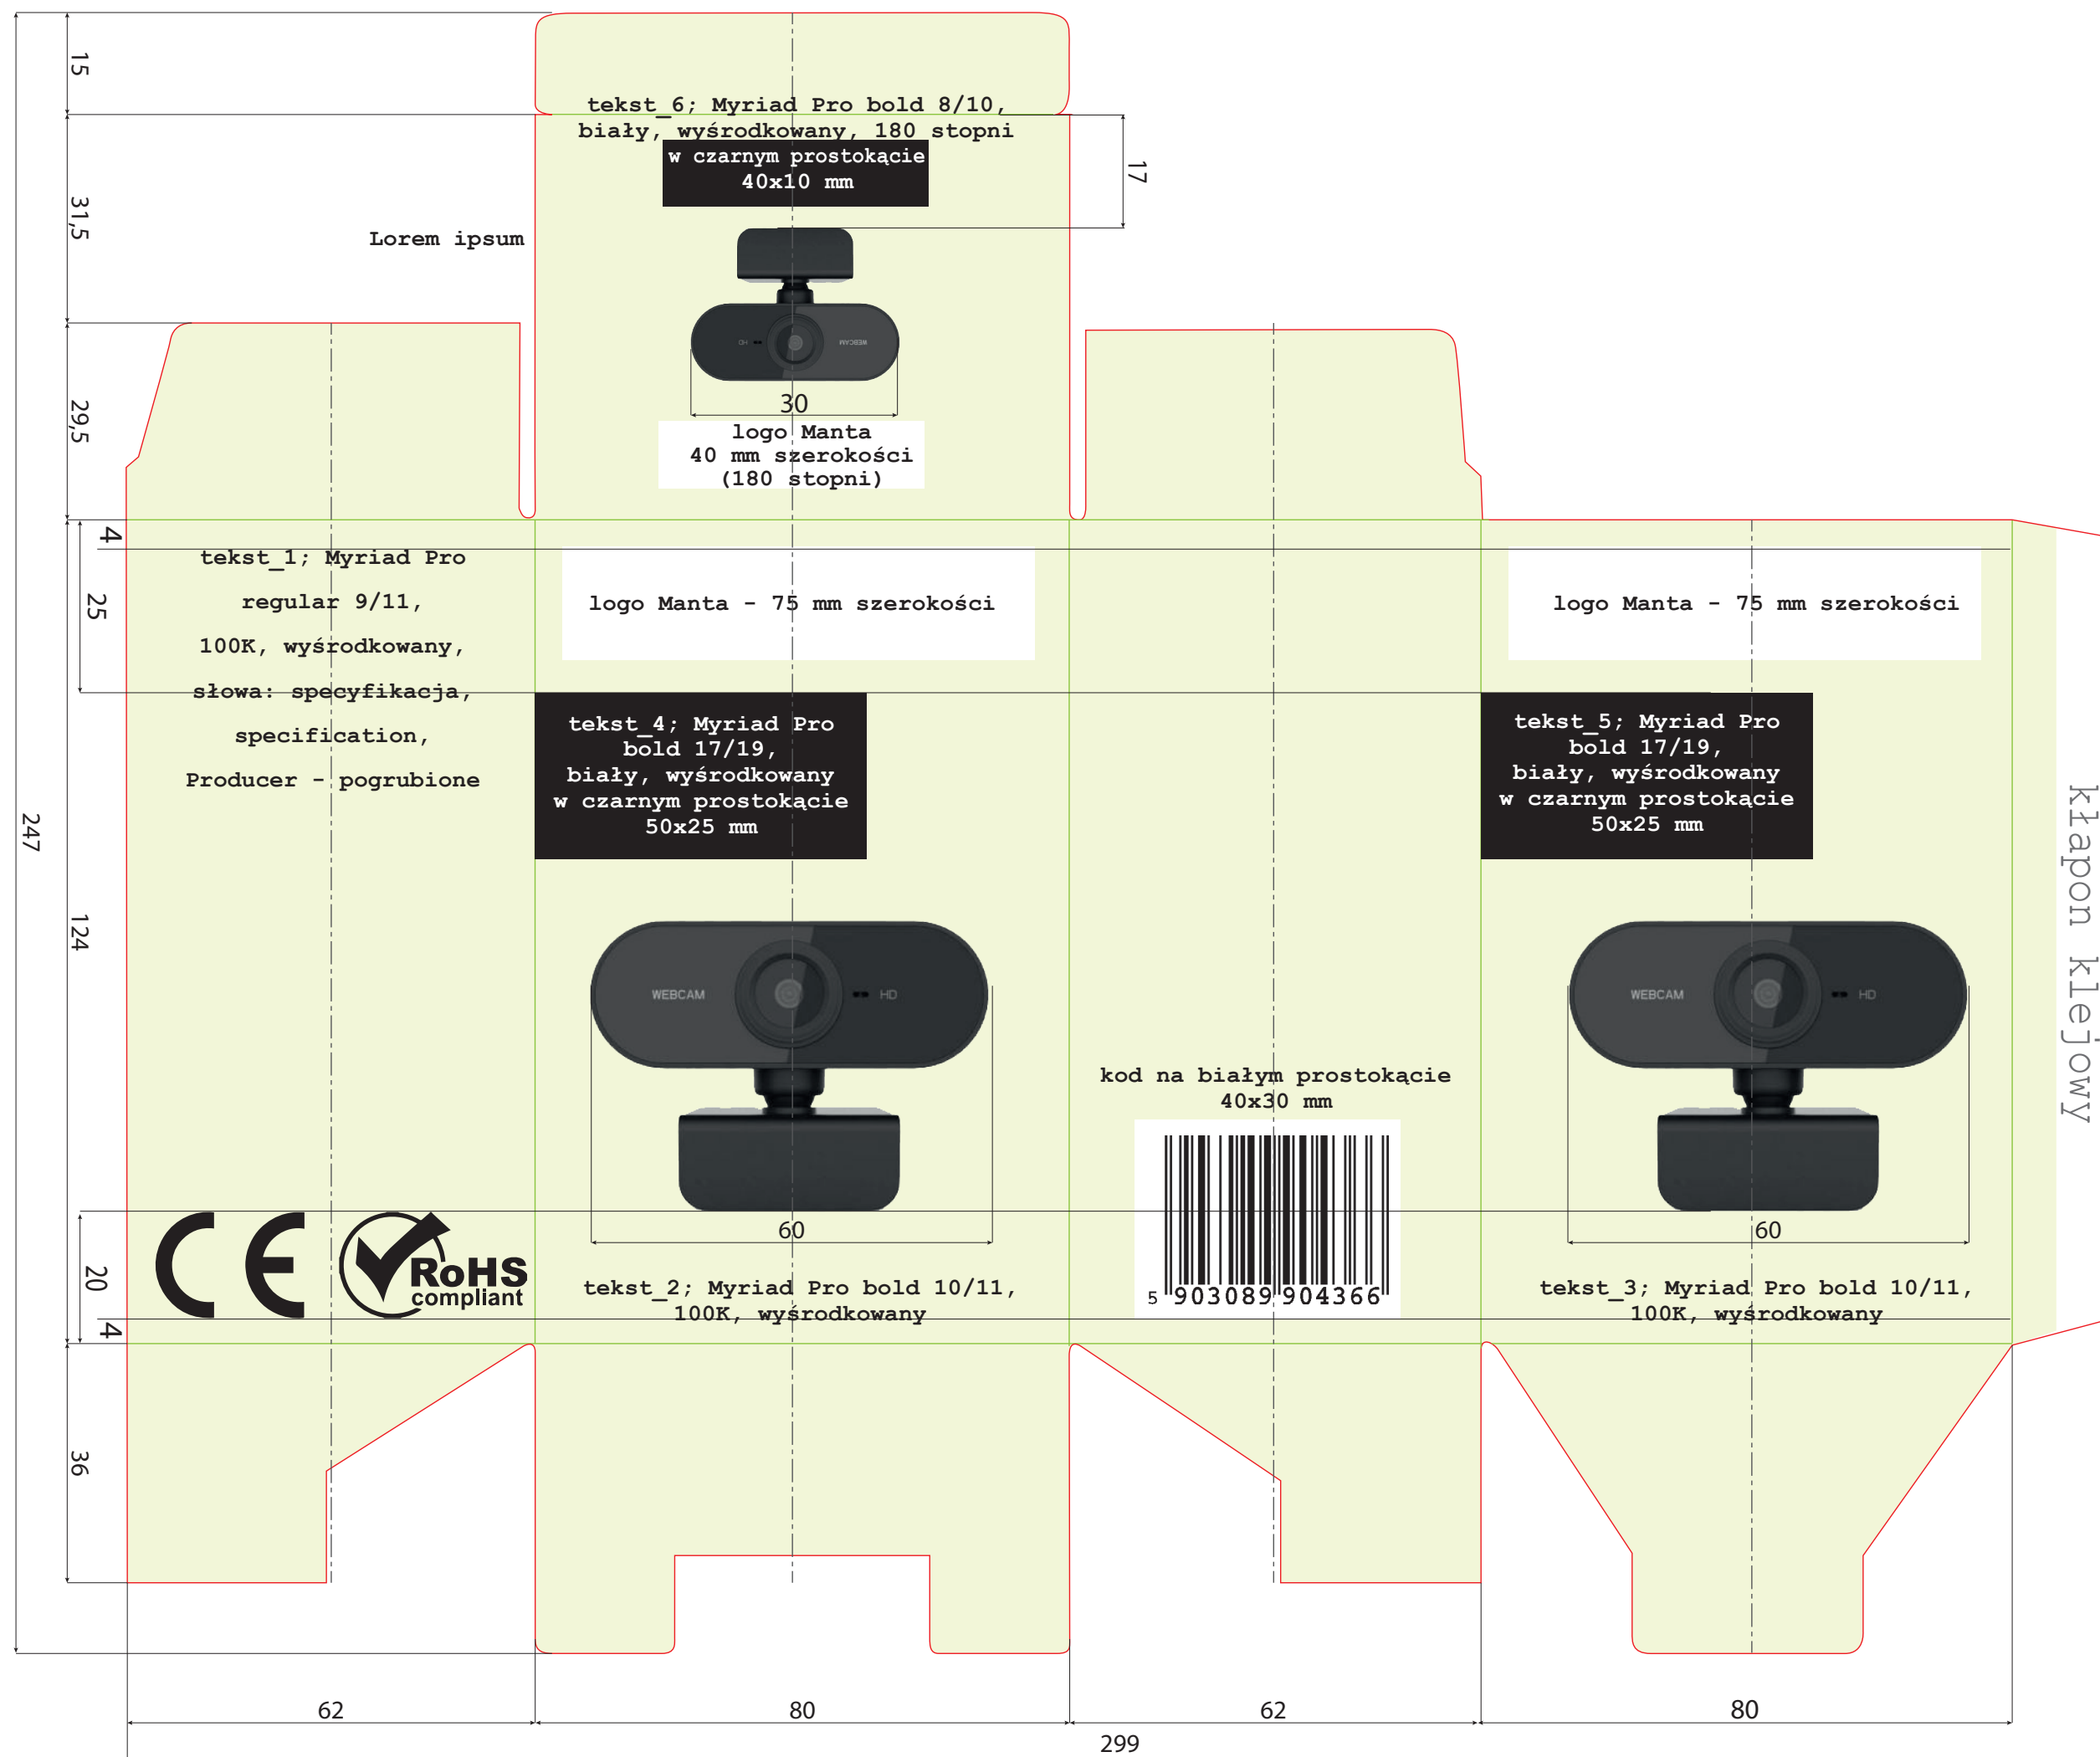 15
tekst_6; Myriad Pro bold 8/10,
biały, wyśrodkowany, 180 stopni
w czarnym prostokącie
40x10 mm
17
31,5
Lorem ipsum
HD
WEBCAM
30
29,5
logo Manta
40 mm szerokości
(180 stopni)
4
25
tekst_1; Myriad Pro
regular 9/11,
100K, wyśrodkowany,
słowa: specyfikacja,
specification,
Producer - pogrubione
logo Manta - 75 mm szerokości
logo Manta - 75 mm szerokości
tekst_4; Myriad Pro
bold 17/19,
biały, wyśrodkowany
w czarnym prostokącie
50x25 mm
tekst_5; Myriad Pro
bold 17/19,
biały, wyśrodkowany
w czarnym prostokącie
50x25 mm
247
124
kłapon klejowy
WEBCAM
HD
WEBCAM
HD
kod na białym prostokącie
40x30 mm
60
60
CE
RoHS
compliant
20
4
tekst_2; Myriad Pro bold 10/11,
100K, wyśrodkowany
5 903089 904366
tekst_3; Myriad Pro bold 10/11,
100K, wyśrodkowany
36
62
80
62
80
299